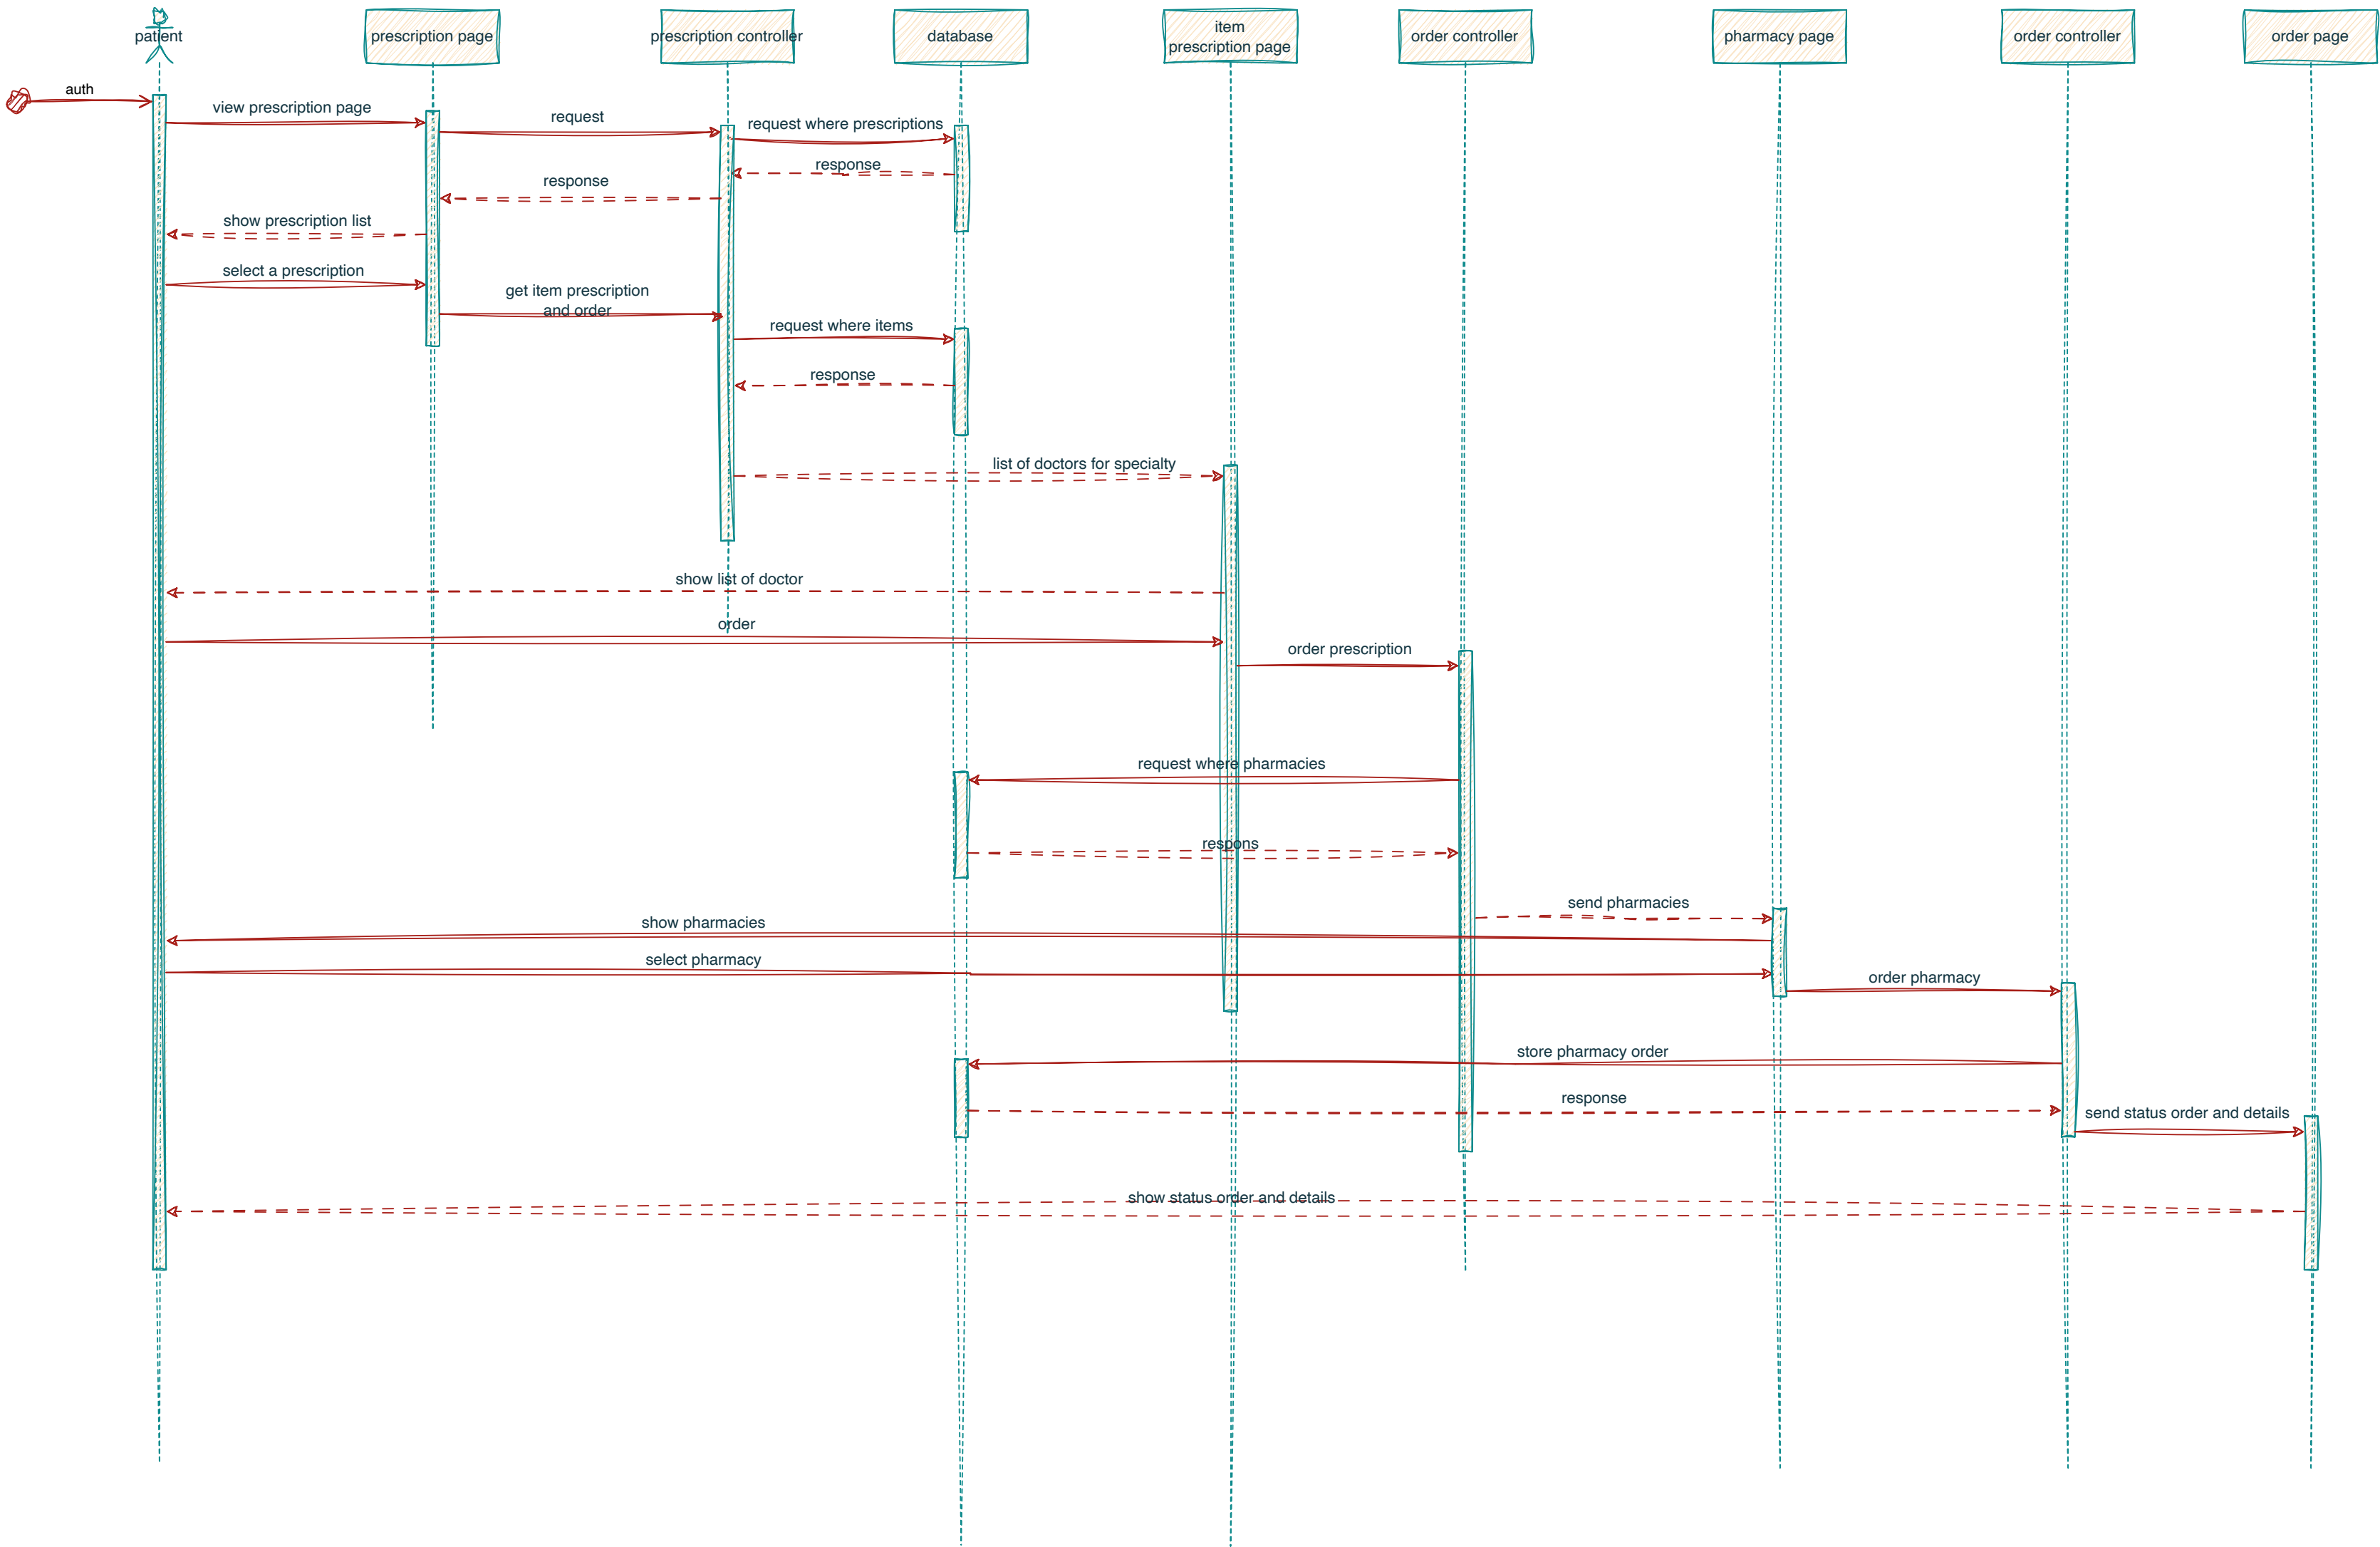 patient
prescription page
prescription controller
database
item
prescription page
order controller
pharmacy page
order controller
order page
auth
view prescription page
request
request where prescriptions
response
response
show prescription list
select a prescription
get item prescription
and order
request where items
response
list of doctors for specialty
show list of doctor
order
order prescription
request where pharmacies
respons
send pharmacies
show pharmacies
select pharmacy
order pharmacy
store pharmacy order
response
send status order and details
show status order and details